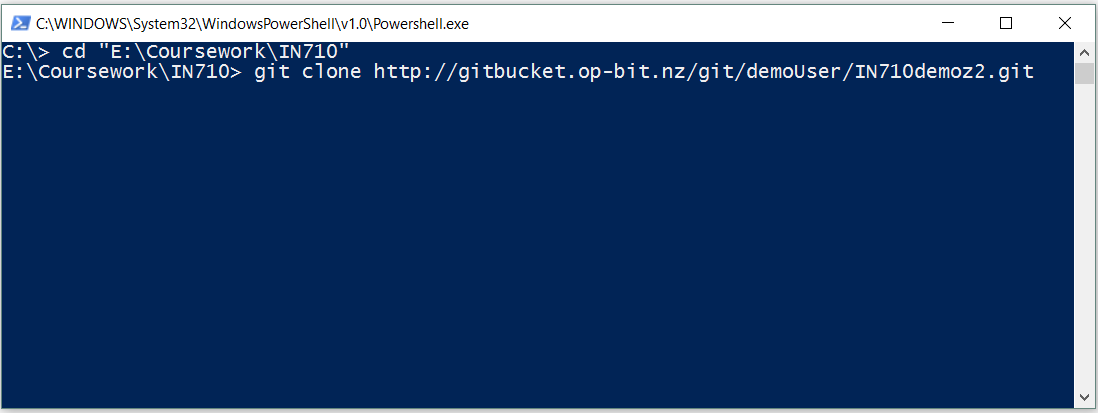 C:\WINDOWS\System32\WindowsPowerShell\v1.0\Powershell.exe
C:\> cd "E:\Coursework\IN710"
E:\Coursework\IN710> git clone http://gitbucket.op-bit.nz/git/demoUser/IN710demoz2.git